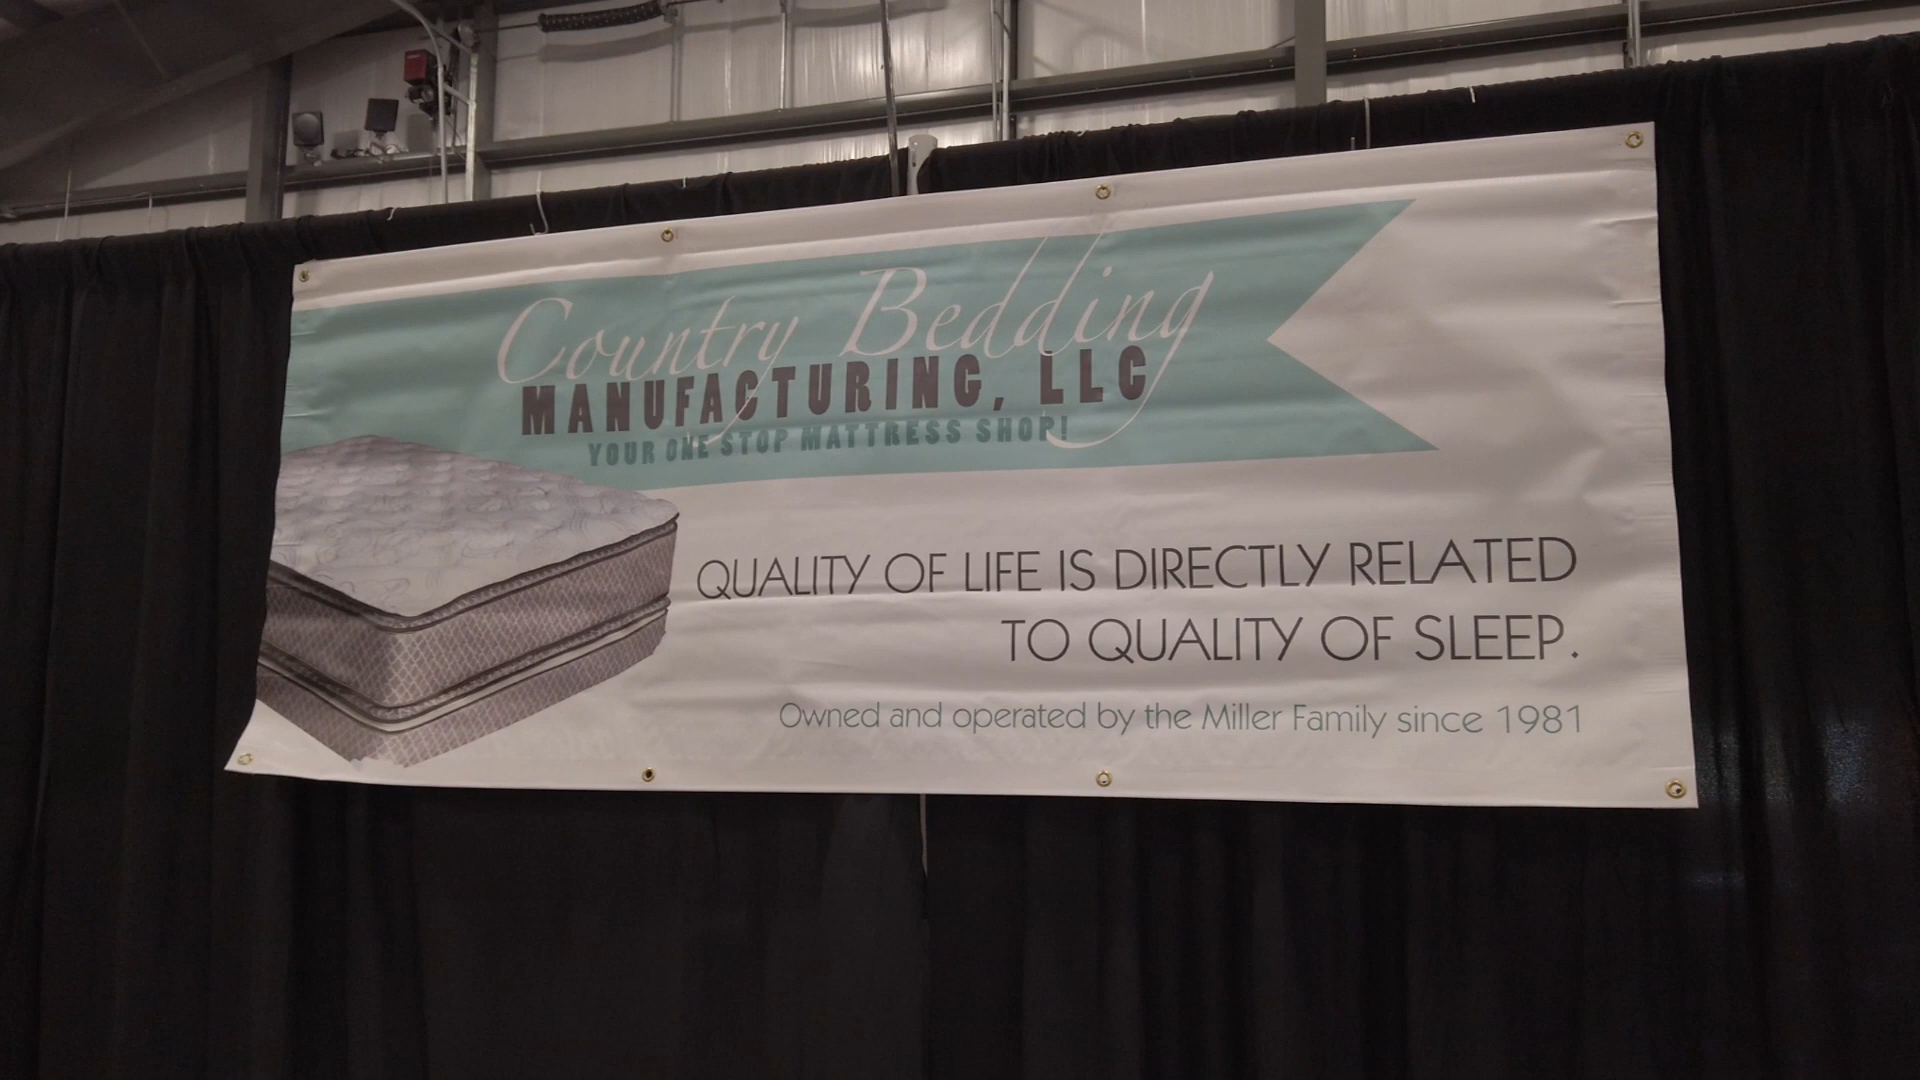 Country Bedding
MANUFACTURING, LLC
YOUR ONE STOP MATTRESS SHOP!
QUALITY OF LIFE IS DIRECTLY RELATED
TO QUALITY OF SLEEP.
Owned and operated by the Miller Family since 1981